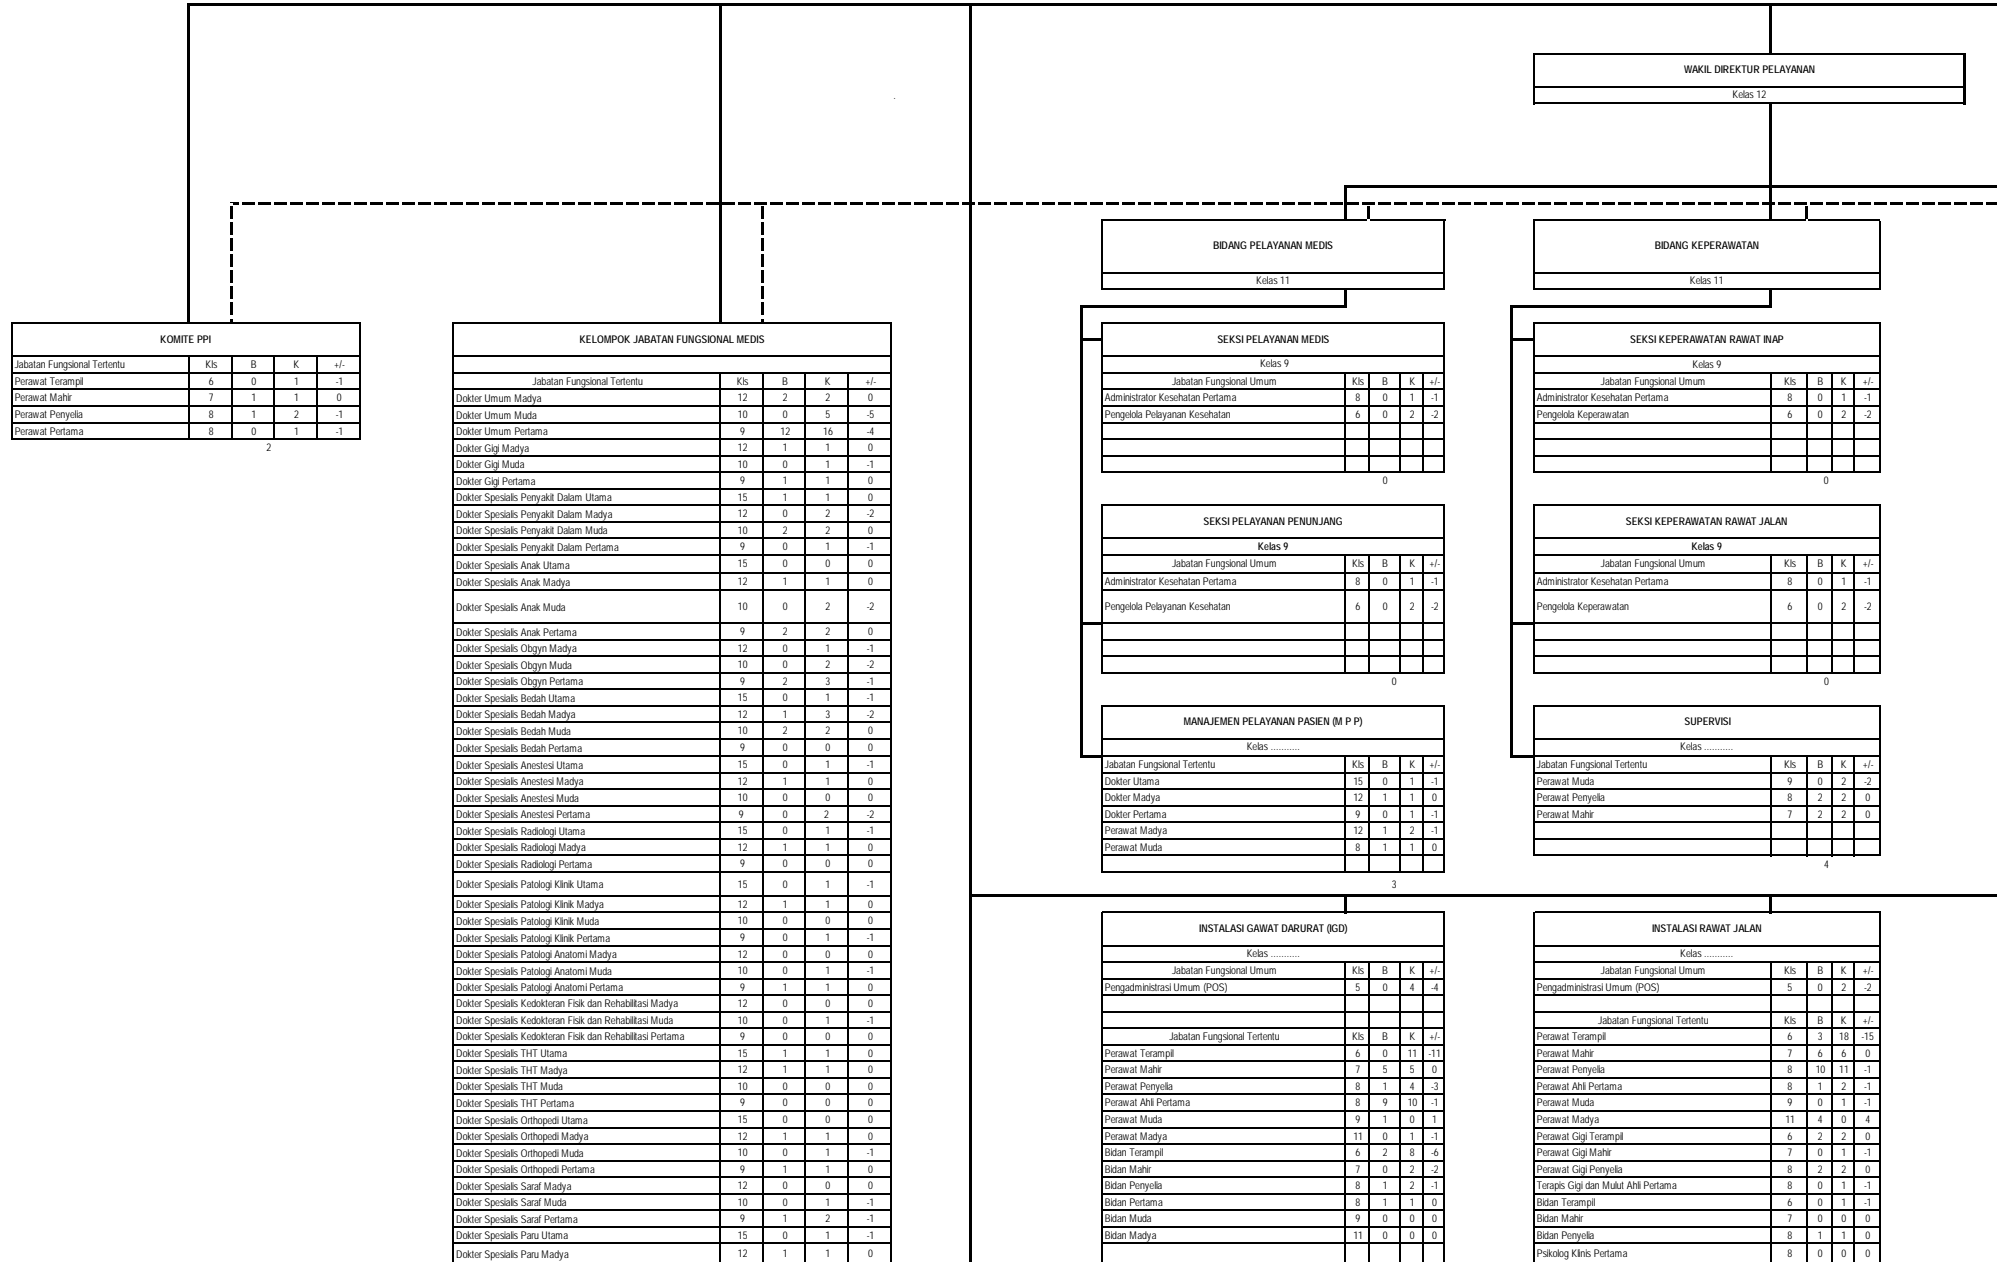 WAKIL DIREKTUR PELAYANAN
Kelas 12
BIDANG PELAYANAN MEDIS
Kelas 11
BIDANG KEPERAWATAN
Kelas 11
KOMITE PPI
Jabatan Fungsional Tertentu Kls B K +/-
Perawat Terampil 6 0 1 -1
Perawat Mahir 7 1 1 0
Perawat Penyelia 8 1 2 -1
Perawat Pertama 8 0 1 -1
2
KELOMPOK JABATAN FUNGSIONAL MEDIS
Jabatan Fungsional Tertentu Kls B K +/-
Dokter Umum Madya 12 2 2 0
Dokter Umum Muda 10 0 5 -5
Dokter Umum Pertama 9 12 16 -4
Dokter Gigi Madya 12 1 1 0
Dokter Gigi Muda 10 0 1 -1
Dokter Gigi Pertama 9 1 1 0
Dokter Spesialis Penyakit Dalam Utama 15 1 1 0
Dokter Spesialis Penyakit Dalam Madya 12 0 2 -2
Dokter Spesialis Penyakit Dalam Muda 10 2 2 0
Dokter Spesialis Penyakit Dalam Pertama 9 0 1 -1
Dokter Spesialis Anak Utama 15 0 0 0
Dokter Spesialis Anak Madya 12 1 1 0
Dokter Spesialis Anak Muda 10 0 2 -2
Dokter Spesialis Anak Pertama 9 2 2 0
Dokter Spesialis Obgyn Madya 12 0 1 -1
Dokter Spesialis Obgyn Muda 10 0 2 -2
Dokter Spesialis Obgyn Pertama 9 2 3 -1
Dokter Spesialis Bedah Utama 15 0 1 -1
Dokter Spesialis Bedah Madya 12 1 3 -2
Dokter Spesialis Bedah Muda 10 2 2 0
Dokter Spesialis Bedah Pertama 9 0 0 0
Dokter Spesialis Anestesi Utama 15 0 1 -1
Dokter Spesialis Anestesi Madya 12 1 1 0
Dokter Spesialis Anestesi Muda 10 0 0 0
Dokter Spesialis Anestesi Pertama 9 0 2 -2
Dokter Spesialis Radiologi Utama 15 0 1 -1
Dokter Spesialis Radiologi Madya 12 1 1 0
Dokter Spesialis Radiologi Pertama 9 0 0 0
Dokter Spesialis Patologi Klinik Utama 15 0 1 -1
Dokter Spesialis Patologi Klinik Madya 12 1 1 0
Dokter Spesialis Patologi Klinik Muda 10 0 0 0
Dokter Spesialis Patologi Klinik Pertama 9 0 1 -1
Dokter Spesialis Patologi Anatomi Madya 12 0 0 0
Dokter Spesialis Patologi Anatomi Muda 10 0 1 -1
Dokter Spesialis Patologi Anatomi Pertama 9 1 1 0
Dokter Spesialis Kedokteran Fisik dan Rehabilitasi Madya 12 0 0 0
Dokter Spesialis Kedokteran Fisik dan Rehabilitasi Muda 10 0 1 -1
Dokter Spesialis Kedokteran Fisik dan Rehabilitasi Pertama 9 0 0 0
Dokter Spesialis THT Utama 15 1 1 0
Dokter Spesialis THT Madya 12 1 1 0
Dokter Spesialis THT Muda 10 0 0 0
Dokter Spesialis THT Pertama 9 0 0 0
Dokter Spesialis Orthopedi Utama 15 0 0 0
Dokter Spesialis Orthopedi Madya 12 1 1 0
Dokter Spesialis Orthopedi Muda 10 0 1 -1
Dokter Spesialis Orthopedi Pertama 9 1 1 0
Dokter Spesialis Saraf Madya 12 0 0 0
Dokter Spesialis Saraf Muda 10 0 1 -1
Dokter Spesialis Saraf Pertama 9 1 2 -1
Dokter Spesialis Paru Utama 15 0 1 -1
Dokter Spesialis Paru Madya 12 1 1 0
SEKSI PELAYANAN MEDIS
Kelas 9
Jabatan Fungsional Umum Kls B K +/-
Administrator Kesehatan Pertama 8 0 1 -1
Pengelola Pelayanan Kesehatan 6 0 2 -2
0
SEKSI PELAYANAN PENUNJANG
Kelas 9
Jabatan Fungsional Umum Kls B K +/-
Administrator Kesehatan Pertama 8 0 1 -1
Pengelola Pelayanan Kesehatan 6 0 2 -2
0
MANAJEMEN PELAYANAN PASIEN (M P P)
Kelas ...........
Jabatan Fungsional Tertentu Kls B K +/-
Dokter Utama 15 0 1 -1
Dokter Madya 12 1 1 0
Dokter Pertama 9 0 1 -1
Perawat Madya 12 1 2 -1
Perawat Muda 8 1 1 0
3
INSTALASI GAWAT DARURAT (IGD)
Kelas ...........
Jabatan Fungsional Umum Kls B K +/-
Pengadministrasi Umum (POS) 5 0 4 -4
Jabatan Fungsional Tertentu Kls B K +/-
Perawat Terampil 6 0 11 -11
Perawat Mahir 7 5 5 0
Perawat Penyelia 8 1 4 -3
Perawat Ahli Pertama 8 9 10 -1
Perawat Muda 9 1 0 1
Perawat Madya 11 0 1 -1
Bidan Terampil 6 2 8 -6
Bidan Mahir 7 0 2 -2
Bidan Penyelia 8 1 2 -1
Bidan Pertama 8 1 1 0
Bidan Muda 9 0 0 0
Bidan Madya 11 0 0 0
SEKSI KEPERAWATAN RAWAT INAP
Kelas 9
Jabatan Fungsional Umum Kls B K +/-
Administrator Kesehatan Pertama 8 0 1 -1
Pengelola Keperawatan 6 0 2 -2
0
SEKSI KEPERAWATAN RAWAT JALAN
Kelas 9
Jabatan Fungsional Umum Kls B K +/-
Administrator Kesehatan Pertama 8 0 1 -1
Pengelola Keperawatan 6 0 2 -2
0
SUPERVISI
Kelas ...........
Jabatan Fungsional Tertentu Kls B K +/-
Perawat Muda 9 0 2 -2
Perawat Penyelia 8 2 2 0
Perawat Mahir 7 2 2 0
4
INSTALASI RAWAT JALAN
Kelas ...........
Jabatan Fungsional Umum Kls B K +/-
Pengadministrasi Umum (POS) 5 0 2 -2
Jabatan Fungsional Tertentu Kls B K +/-
Perawat Terampil 6 3 18 -15
Perawat Mahir 7 6 6 0
Perawat Penyelia 8 10 11 -1
Perawat Ahli Pertama 8 1 2 -1
Perawat Muda 9 0 1 -1
Perawat Madya 11 4 0 4
Perawat Gigi Terampil 6 2 2 0
Perawat Gigi Mahir 7 0 1 -1
Perawat Gigi Penyelia 8 2 2 0
Terapis Gigi dan Mulut Ahli Pertama 8 0 1 -1
Bidan Terampil 6 0 1 -1
Bidan Mahir 7 0 0 0
Bidan Penyelia 8 1 1 0
Psikolog Klinis Pertama 8 0 0 0